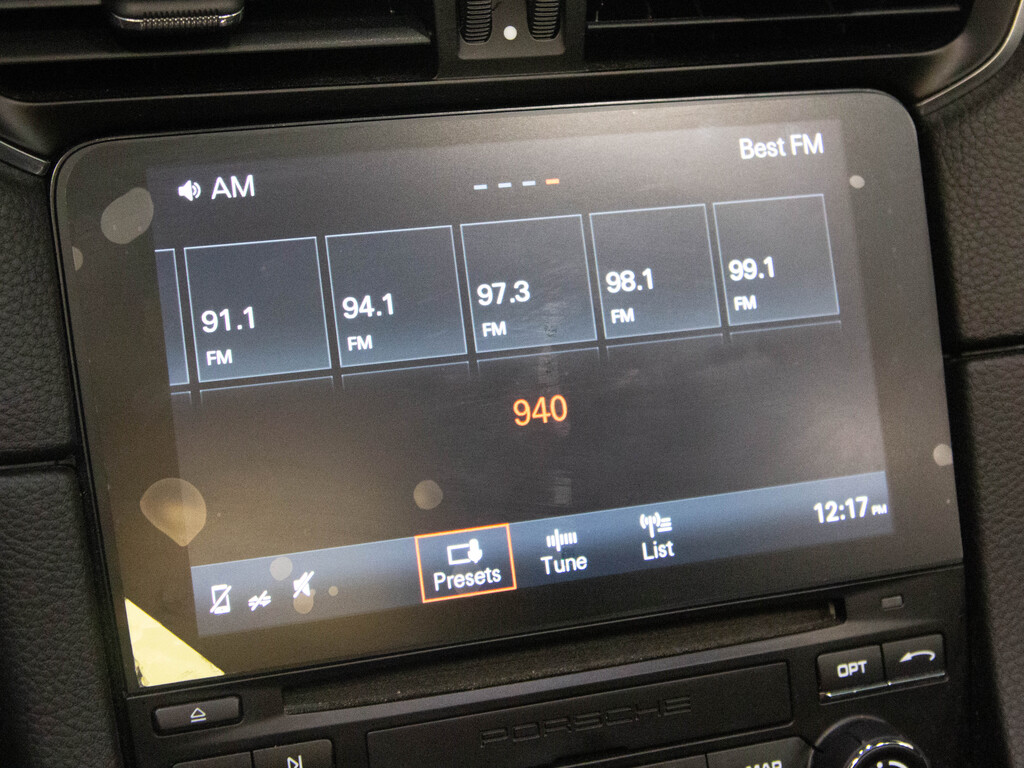 Best FM
AM
91.1
FM
94.1
FM
97.3
FM
98.1
FM
99.1
FM
940
Presets
Tune
List
12:17 PM
OPT
PORSCHE
MAP